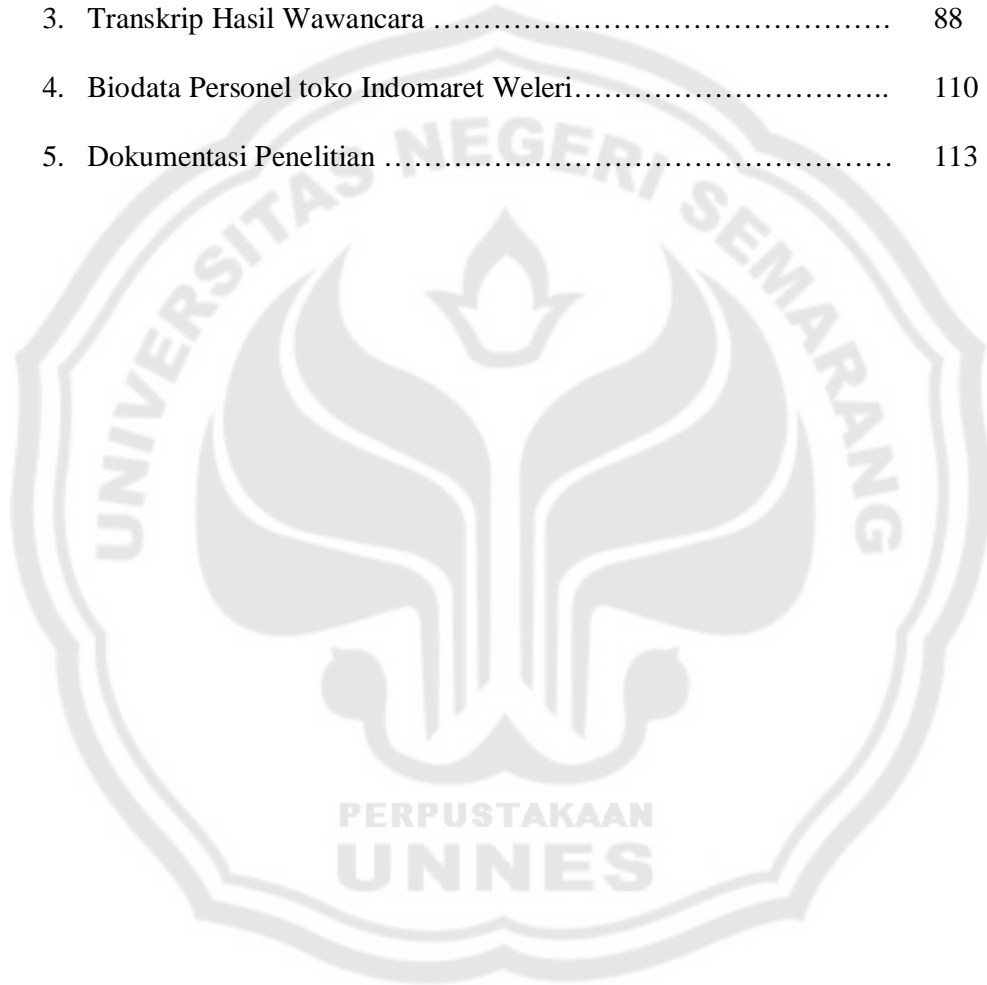 3. Transkrip Hasil Wawancara ………………………………………. 88
4. Biodata Personel toko Indomaret Weleri………………………….. 110
5. Dokumentasi Penelitian …………………………………………… 113
UNIVERSITAS NEGERI SEMARANG
PERPUSTAKAAN
UNNES